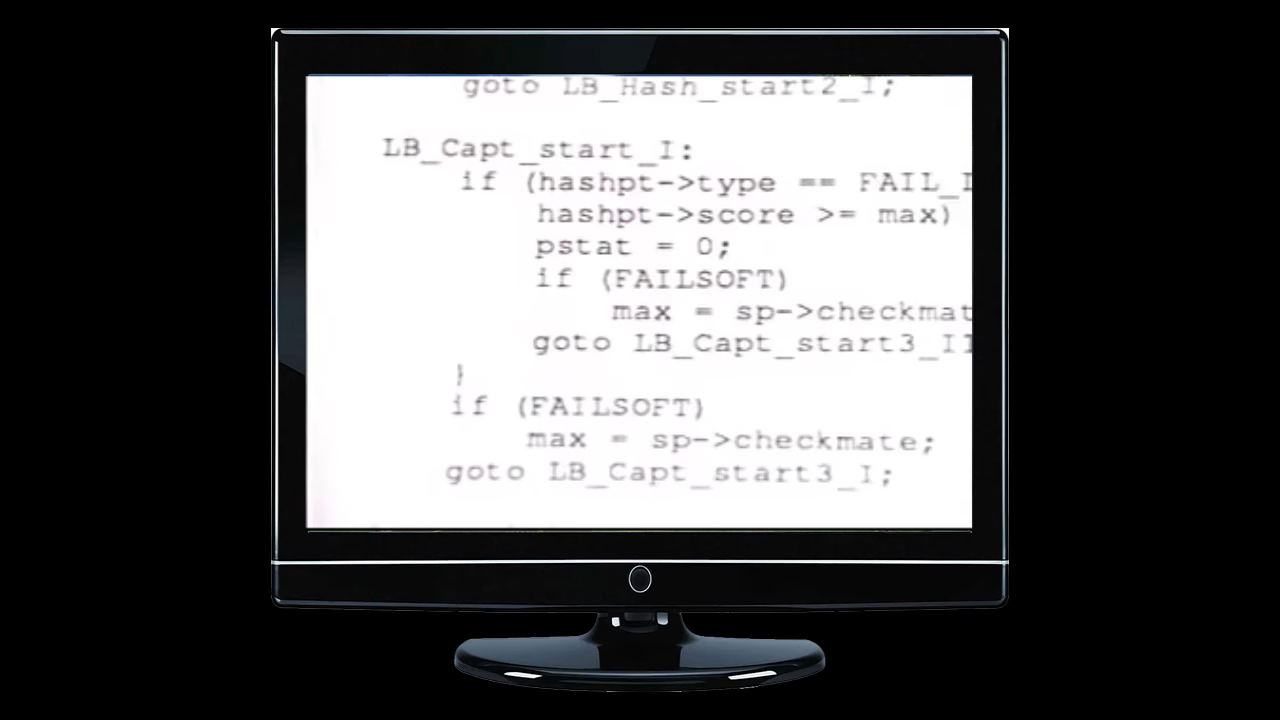 goto LB_Hash_start2_I;
LB_Capt_start_I:
if (hashpt->type == FAIL_I
hashpt->score >= max)
pstat = 0;
if (FAILSOFT)
max = sp->checkmat
goto LB_Capt_start3_II
}
if (FAILSOFT)
max = sp->checkmate;
goto LB_Capt_start3_I;